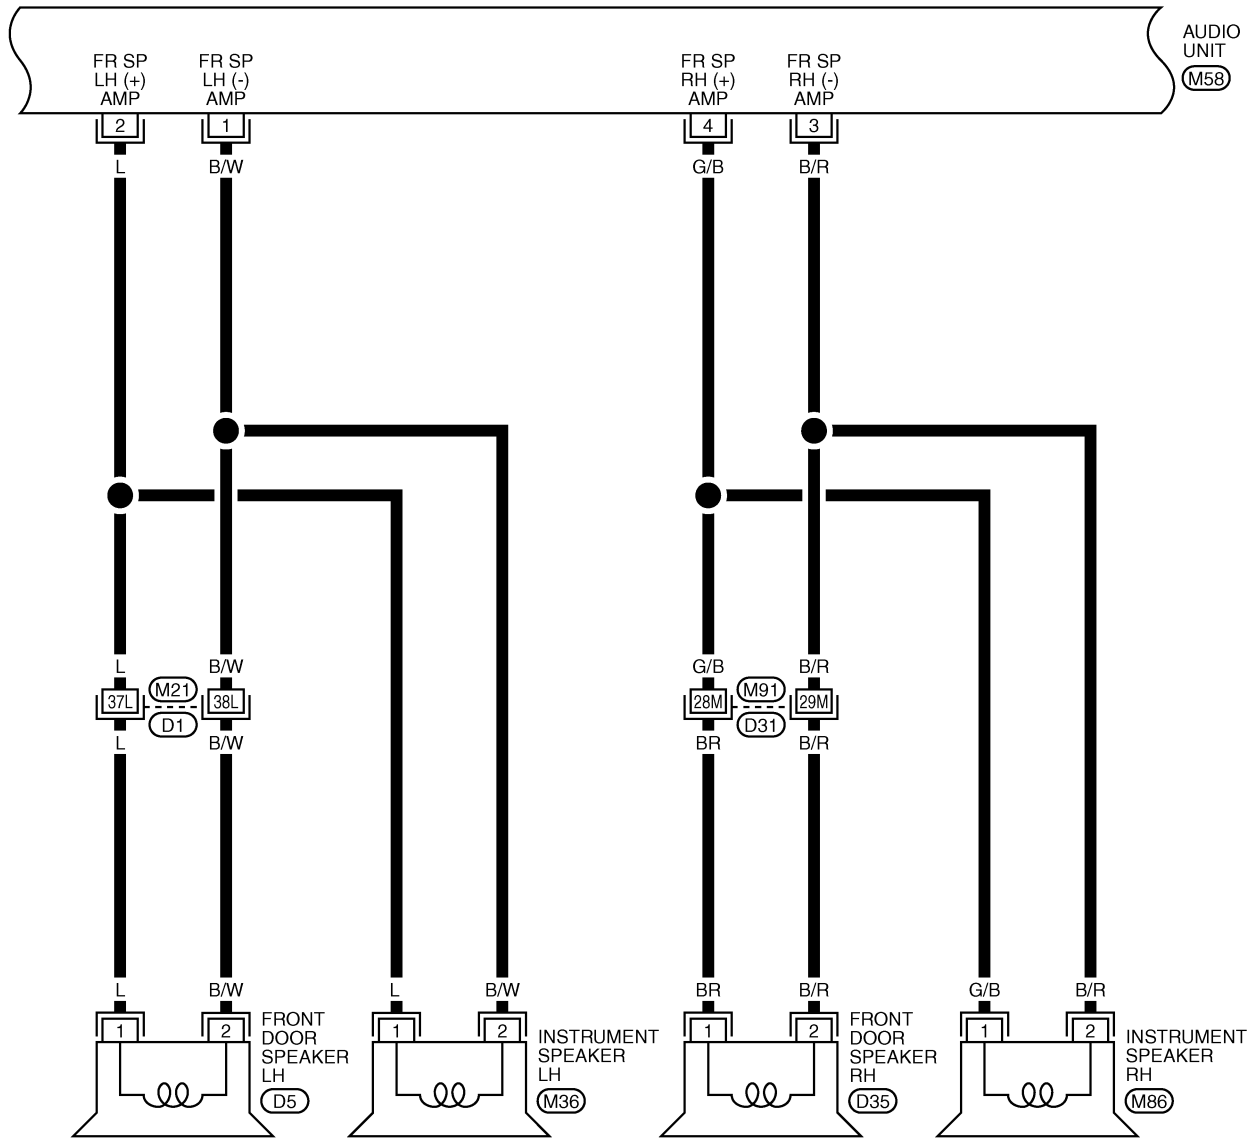 AUDIO
UNIT
M58
FR SP
LH (+)
AMP
FR SP
LH (-)
AMP
FR SP
RH (+)
AMP
FR SP
RH (-)
AMP
2
1
4
3
L
B/W
G/B
B/R
L
B/W
G/B
B/R
37L
M21
38L
28M
M91
29M
D1
D31
L
B/W
BR
B/R
L
B/W
L
B/W
BR
B/R
G/B
B/R
1
2
1
2
1
2
1
2
FRONT
DOOR
SPEAKER
LH
D5
INSTRUMENT
SPEAKER
LH
M36
FRONT
DOOR
SPEAKER
RH
D35
INSTRUMENT
SPEAKER
RH
M86